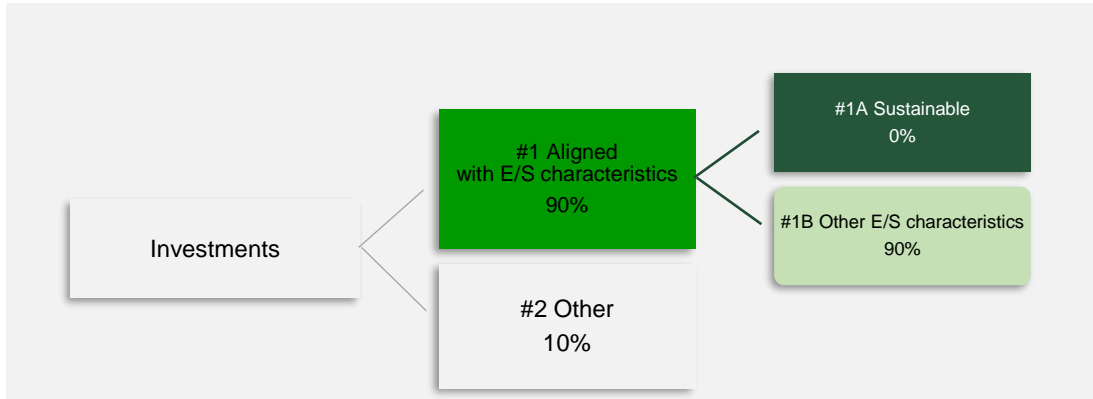 Investments
#1 Aligned
with E/S characteristics
90%
#2 Other
10%
#1A Sustainable
0%
#1B Other E/S characteristics
90%